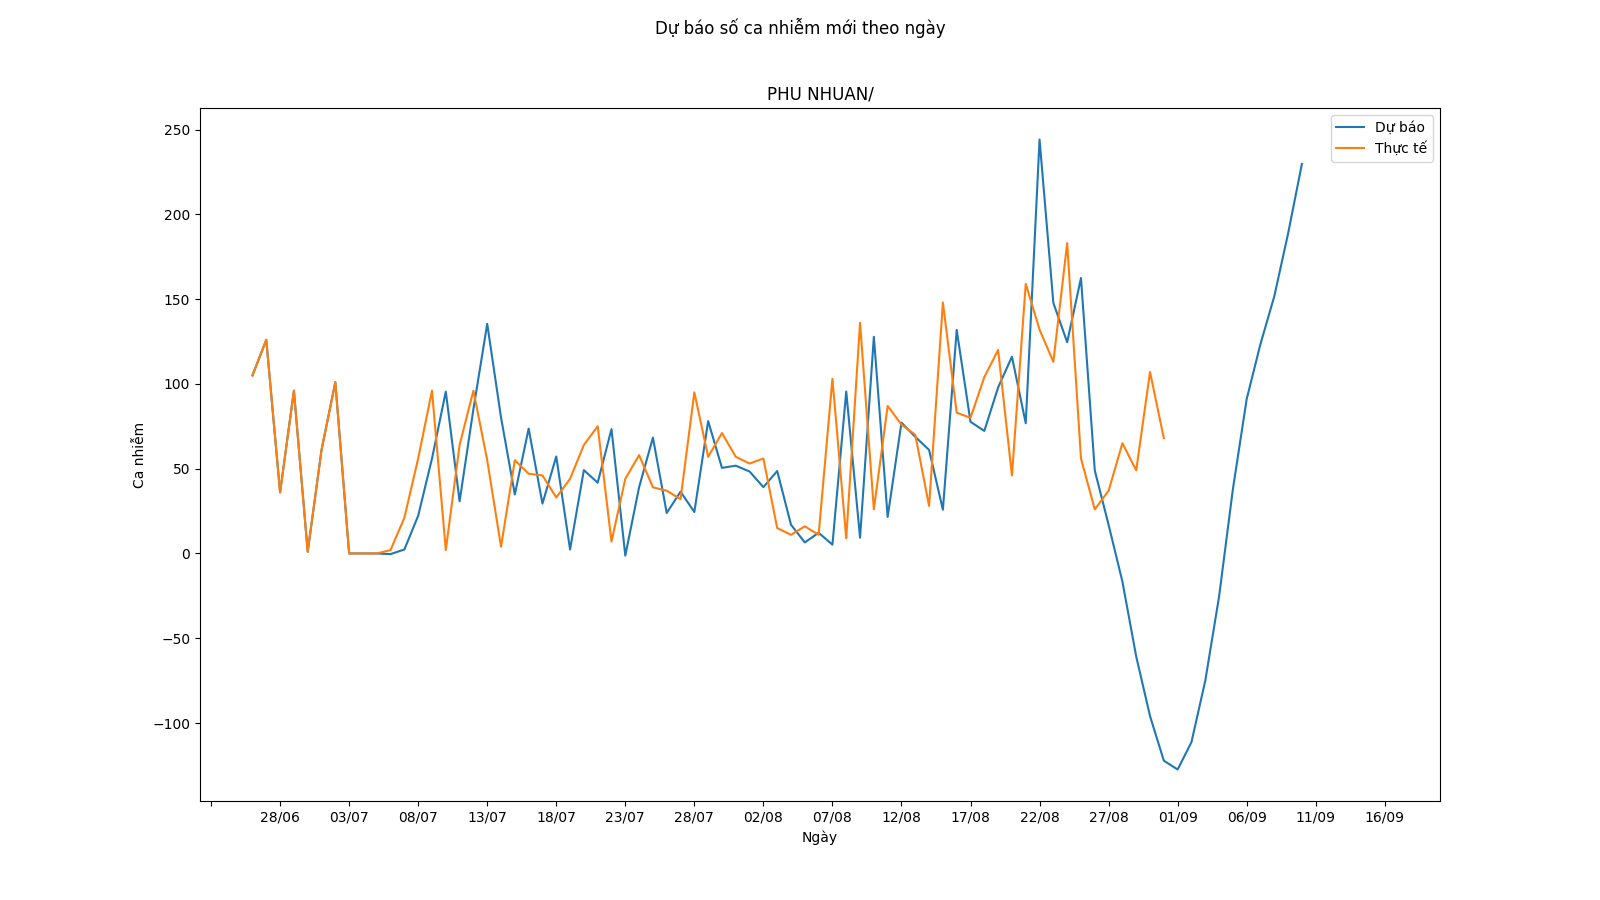 Dự báo số ca nhiễm mới theo ngày
PHU NHUAN/
Dự báo
Thực tế
250
200
150
100
50
0
−50
−100
Ca nhiễm
28/06 03/07 08/07 13/07 18/07 23/07 28/07 02/08 07/08 12/08 17/08 22/08 27/08 01/09 06/09 11/09 16/09
Ngày